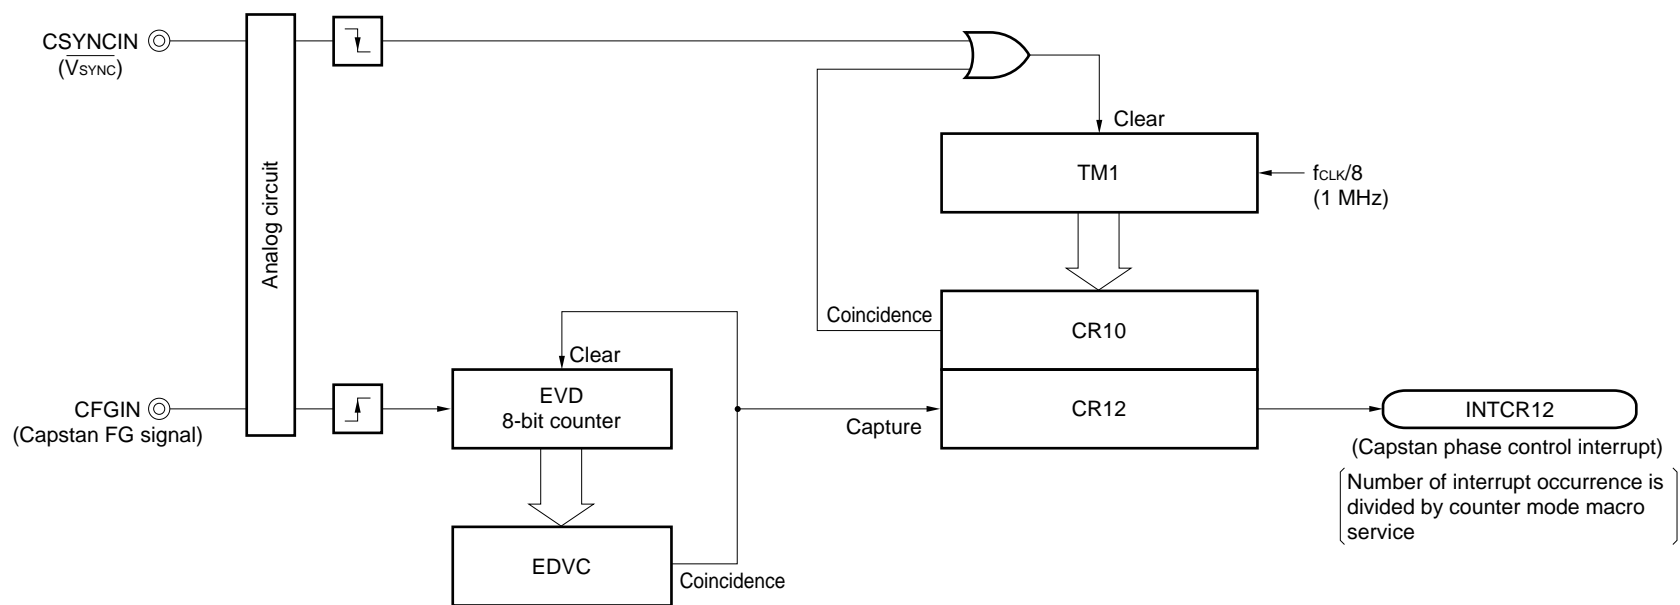 CSYNCIN
(VSYNC)
Analog circuit
Clear
TM1
fCLK/8
(1 MHz)
Coincidence
CR10
Clear
EVD
8-bit counter
CFGIN
(Capstan FG signal)
Capture
CR12
INTCR12
(Capstan phase control interrupt)
Number of interrupt occurrence is
divided by counter mode macro
service
EDVC
Coincidence